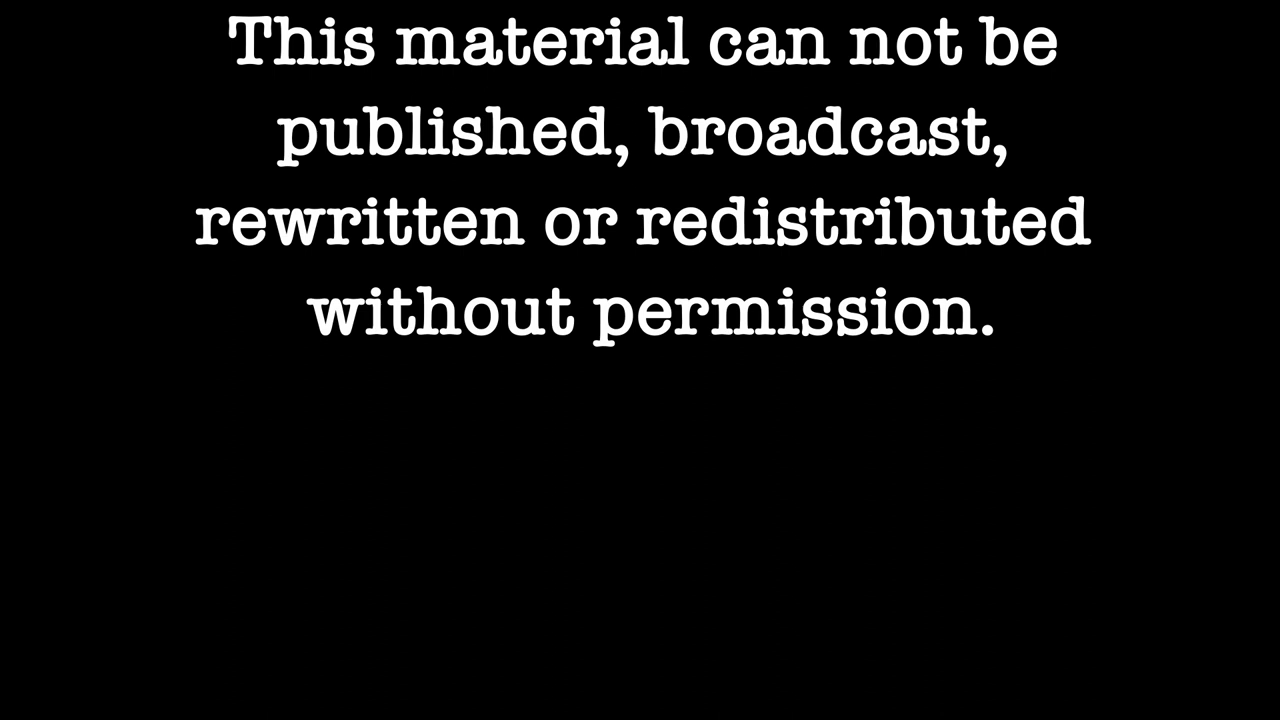 This material can not be
published, broadcast,
rewritten or redistributed
without permission.